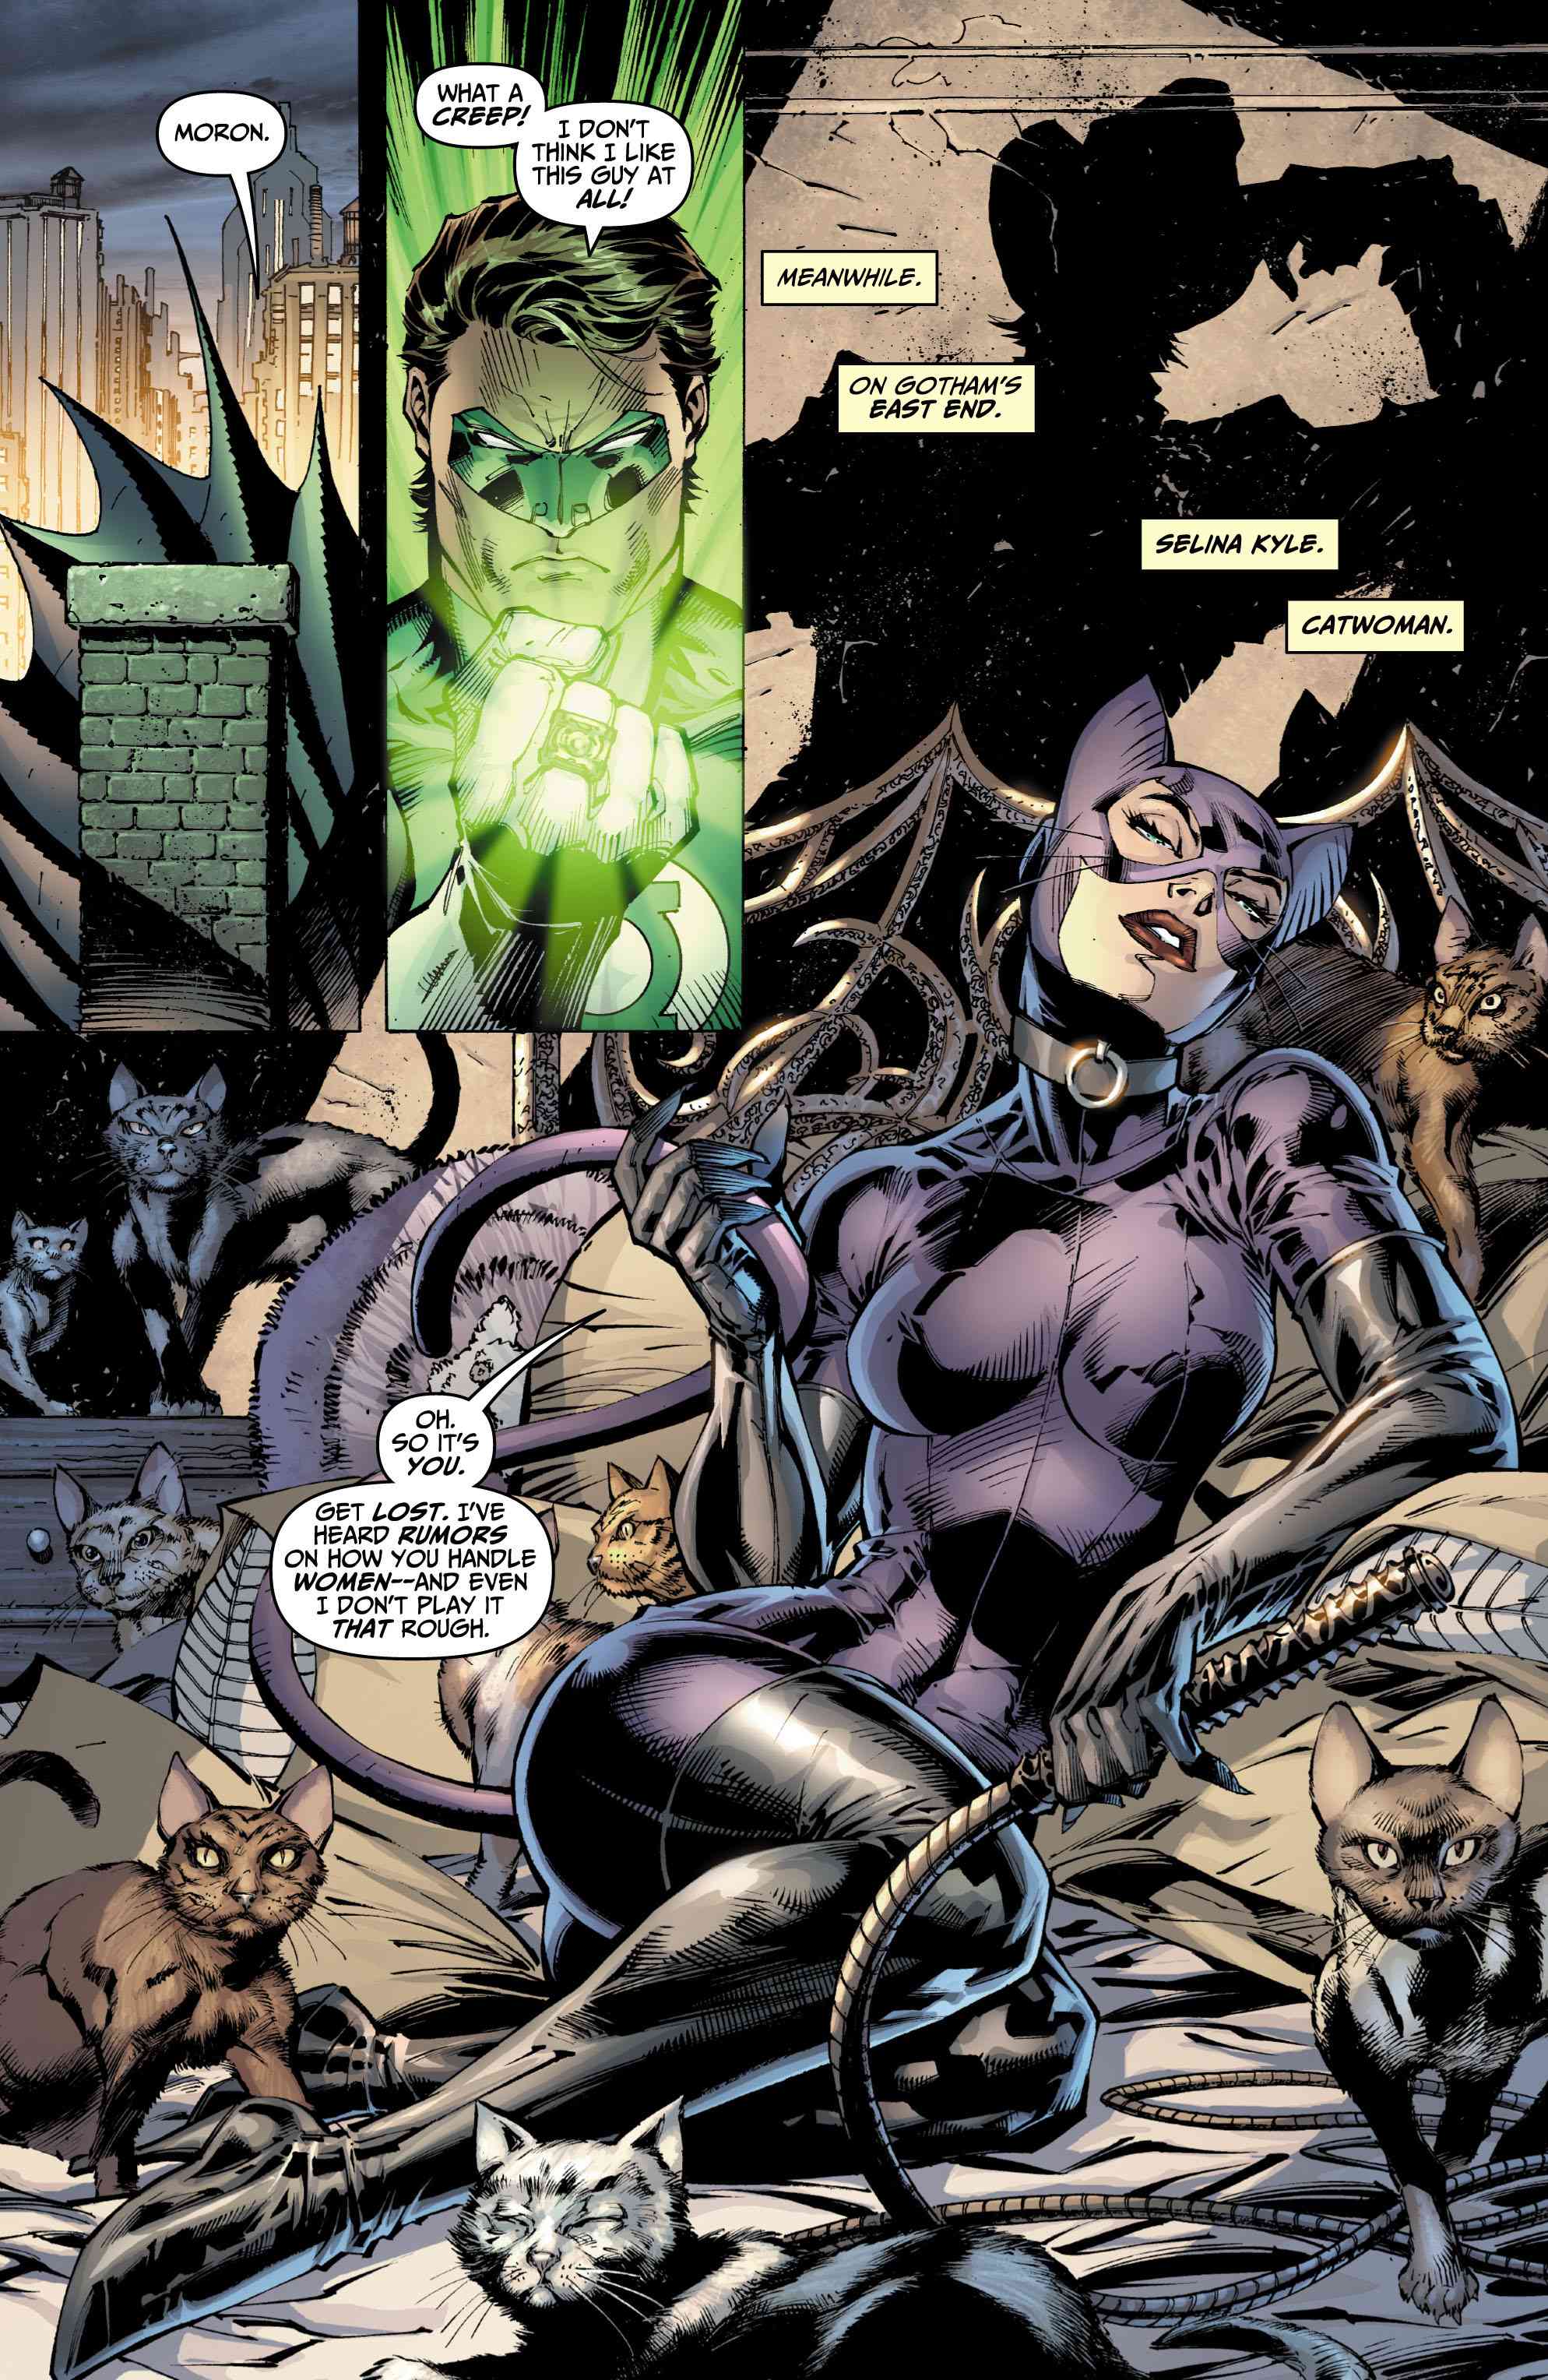 MORON.
WHAT A
CREEP!
I DON'T
THINK I LIKE
THIS GUY AT
ALL!
MEANWHILE.
ON GOTHAM'S
EAST END.
SELINA KYLE.
CATWOMAN.
OH.
SO IT'S
YOU.
GET LOST. I'VE
HEARD RUMORS
ON HOW YOU HANDLE
WOMEN--AND EVEN
I DON'T PLAY IT
THAT ROUGH.